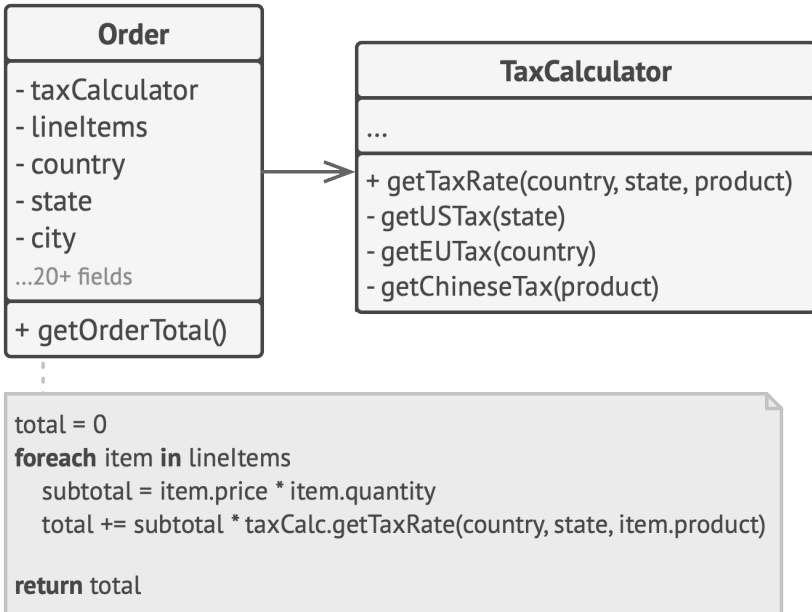 Order
- taxCalculator
- lineItems
- country
- state
- city
...20+ fields
+ getOrderTotal()
TaxCalculator
...
+ getTaxRate(country, state, product)
- getUSTax(state)
- getEUTax(country)
- getChineseTax(product)
total = 0
foreach item in lineItems
subtotal = item.price * item.quantity
total += subtotal * taxCalc.getTaxRate(country, state, item.product)
return total